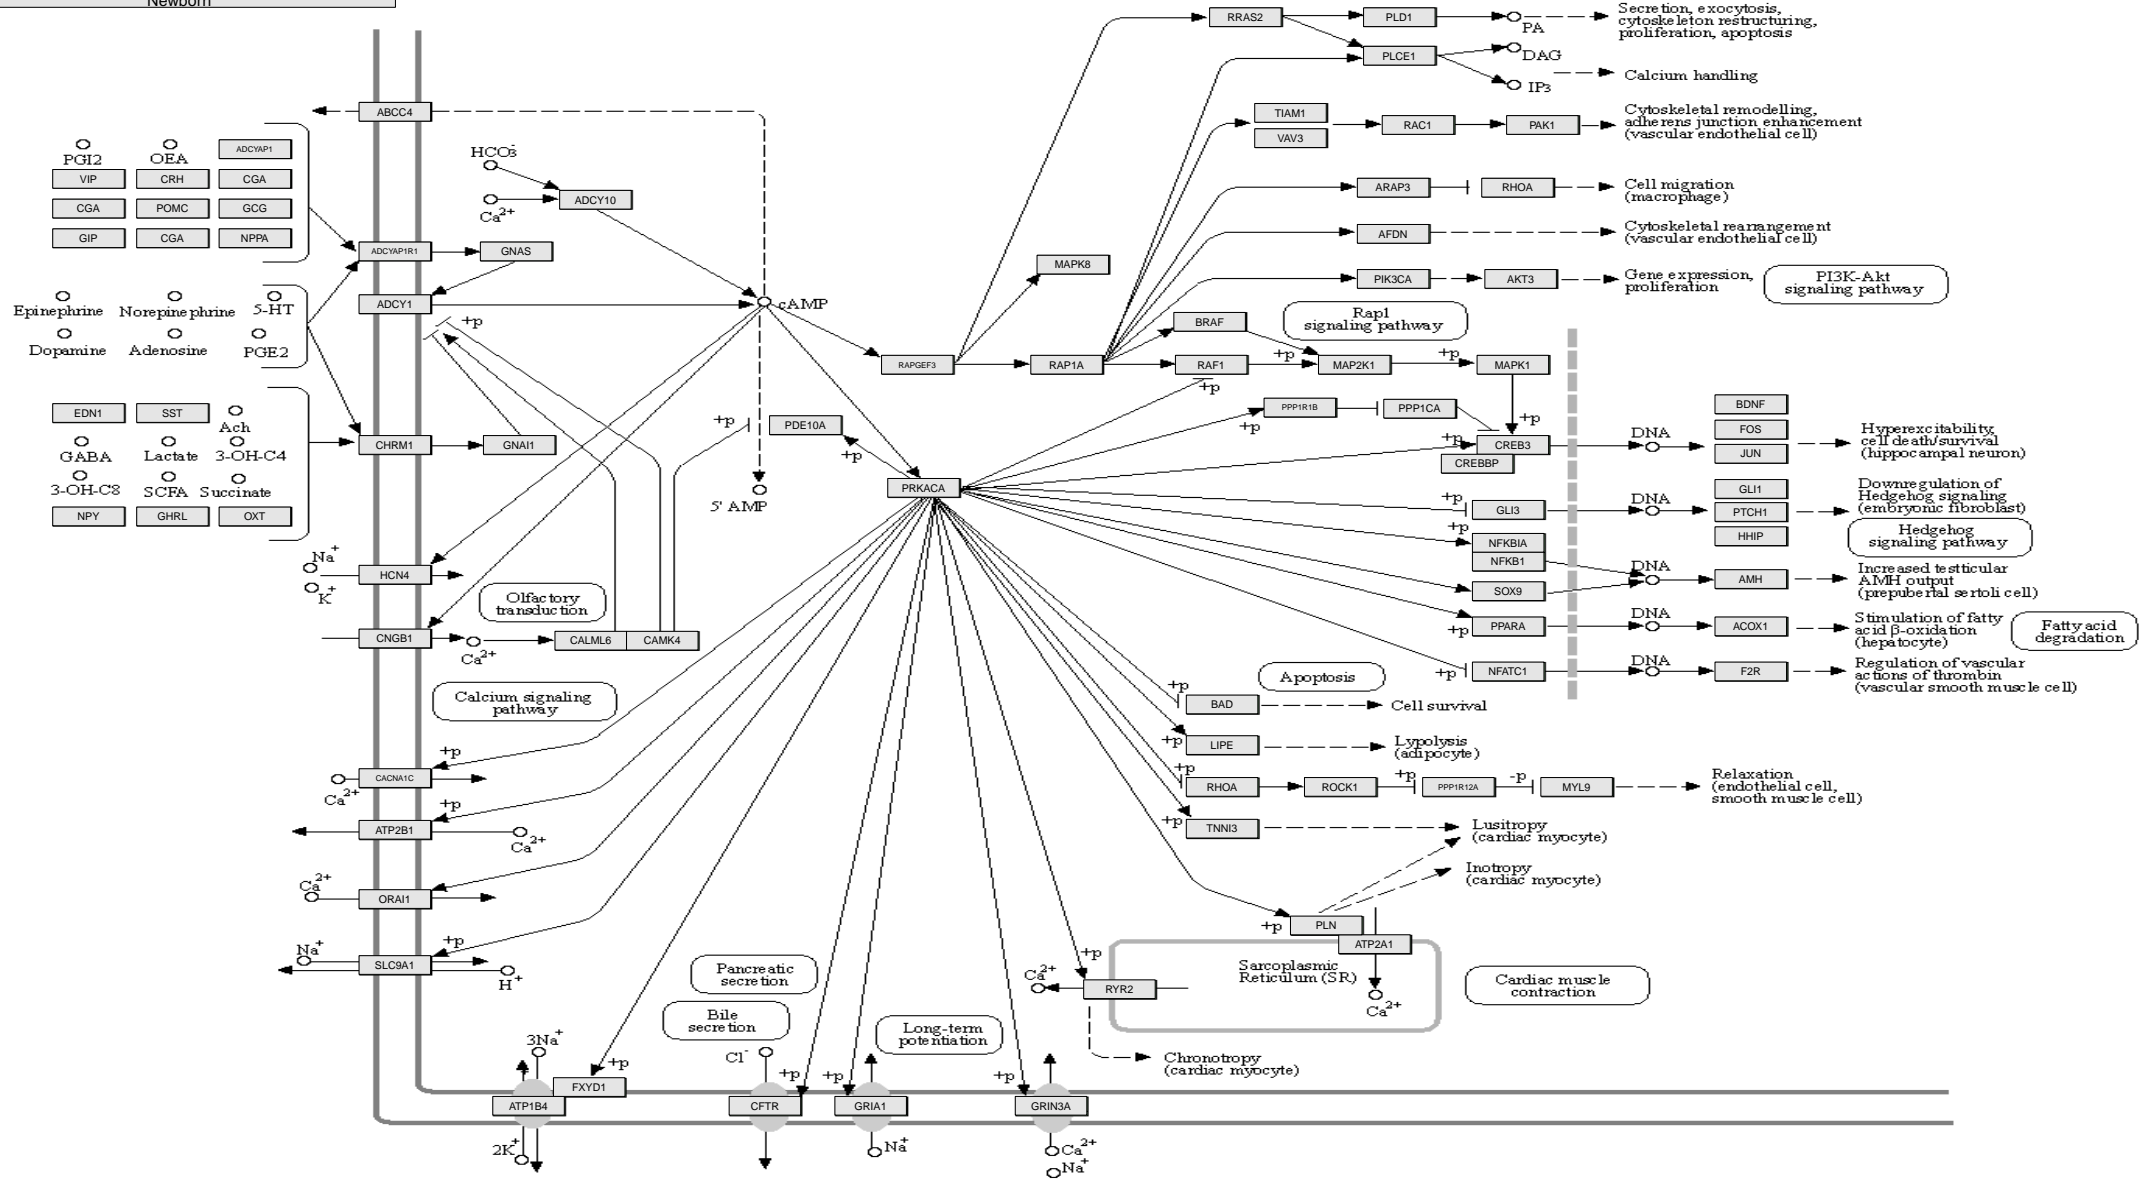 Newborn
RRAS2
PLD1
PA
Secretion, exocytosis,
cytoskeleton restructuring,
proliferation, apoptosis
PLCE1
DAG
IP3
Calcium handling
ABCC4
TIAM1
VAV3
RAC1
PAK1
Cytoskeletal remodelling,
adherens junction enhancement
(vascular endothelial cell)
PGI2
OEA
ADCYAP1
VIP
CRH
CGA
CGA
POMC
GCG
GIP
CGA
NPPA
HCO3-
Ca2+
ADCY10
ARAP3
RHOA
Cell migration
(macrophage)
AFDN
Cytoskeletal rearrangement
(vascular endothelial cell)
ADCYAP1R1
GNAS
MAPK8
PIK3CA
AKT3
Gene expression,
proliferation
PI3K-Akt
signaling pathway
Epinephrine
Norepinephrine
5-HT
Dopamine
Adenosine
PGE2
ADCY1
+p
cAMP
BRAF
Rap1
signaling pathway
RAPGEF3
RAP1A
RAF1
+p
MAP2K1
+p
MAPK1
+p
EDN1
SST
Ach
GABA
Lactate
3-OH-C4
3-OH-C8
SCFA
Succinate
NPY
GHRL
OXT
CHRM1
GNAI1
+p
PDE10A
+p
5' AMP
PRKACA
PPP1R1B
+p
PPP1CA
+p
+p
CREB3
CREBBP
DNA
BDNF
FOS
JUN
Hyperexcitability,
cell death/survival
(hippocampal neuron)
+p
GLI3
DNA
GLI1
PTCH1
HHIP
Downregulation of
Hedgehog signaling
(embryonic fibroblast)
Hedgehog
signaling pathway
+p
NFKBIA
NFKB1
SOX9
DNA
AMH
Increased testticular
AMH output
(prepubertal sertoli cell)
+p
PPARA
DNA
ACOX1
Stimulation of fatty
acid β-oxidation
(hepatocyte)
Fatty acid
degradation
+p
NFATC1
DNA
F2R
Regulation of vascular
actions of thrombin
(vascular smooth muscle cell)
Na+
K+
HCN4
Olfactory
transduction
CNGB1
Ca2+
CALML6
CAMK4
Calcium signaling
pathway
Apoptosis
+p
BAD
Cell survival
+p
LIPE
Lypolysis
(adipocyte)
+p
RHOA
ROCK1
+p
PPP1R12A
-p
MYL9
Relaxation
(endothelial cell,
smooth muscle cell)
+p
TNNI3
Lusitropy
(cardiac myocyte)
Inotropy
(cardiac myocyte)
+p
CACNA1C
Ca2+
+p
ATP2B1
Ca2+
Ca2+
ORAI1
+p
Na+
SLC9A1
H+
+p
PLN
ATP2A1
Sarcoplasmic
Reticulum (SR)
Ca2+
Cardiac muscle
contraction
+p
Ca2+
RYR2
Pancreatic
secretion
Bile
secretion
Long-term
potentiation
Chronotropy
(cardiac myocyte)
3Na+
+p
FXYD1
ATP1B4
2K+
Cl-
+p
CFTR
+p
GRIA1
Na+
+p
GRIN3A
Ca2+
Na+